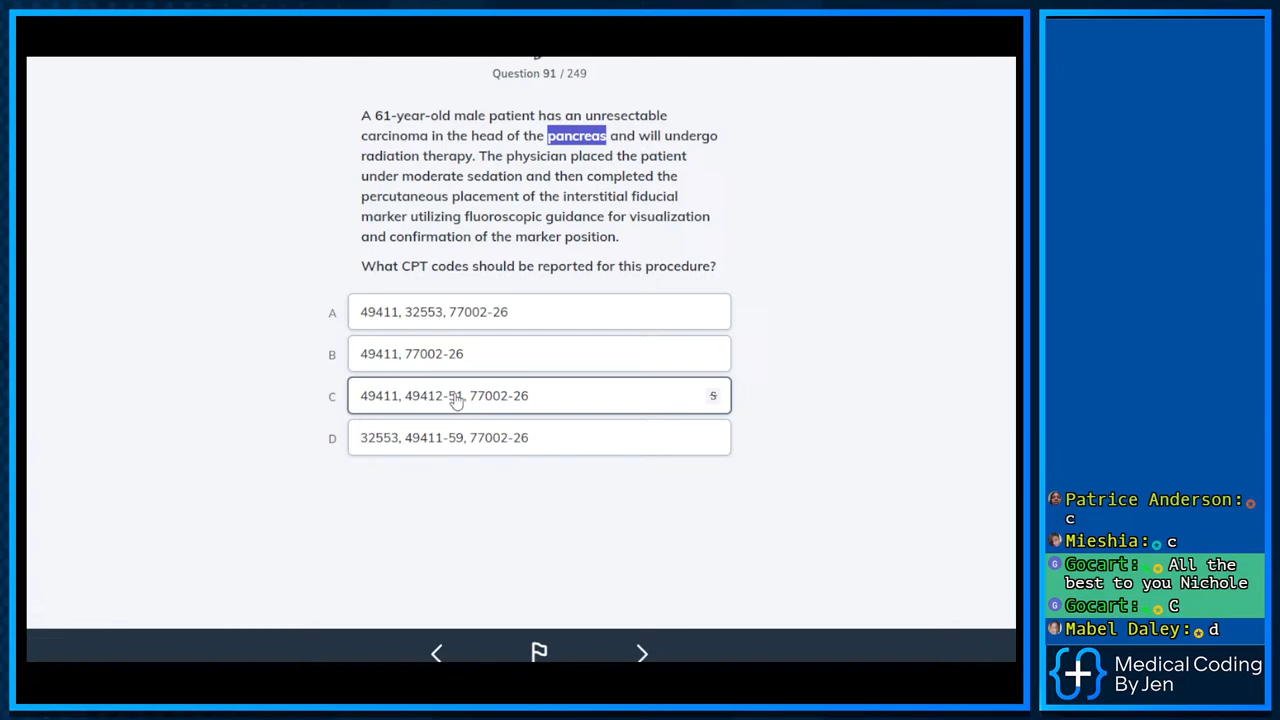 Question 91 / 249
A 61-year-old male patient has an unresectable
carcinoma in the head of the pancreas and will undergo
radiation therapy. The physician placed the patient
under moderate sedation and then completed the
percutaneous placement of the interstitial fiducial
marker utilizing fluoroscopic guidance for visualization
and confirmation of the marker position.
What CPT codes should be reported for this procedure?
A 49411, 32553, 77002-26
B 49411, 77002-26
C 49411, 49412-51, 77002-26 S
D 32553, 49411-59, 77002-26
Patrice Anderson:
c
Mieshia: c
G Gocart: All the
best to you Nichole
G Gocart: C
Mabel Daley: d
Medical Coding
By Jen